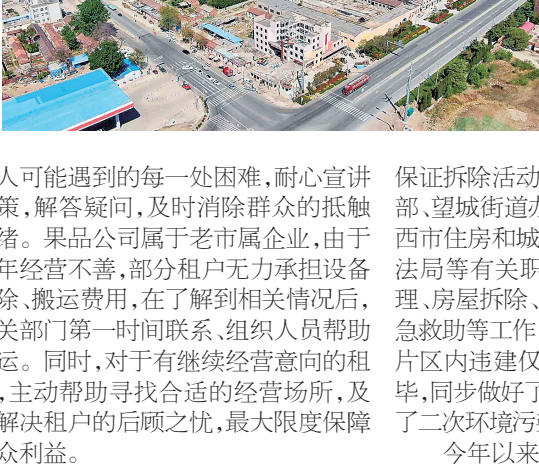 人可能遇到的每一处困难,耐心宣讲
策,解答疑问,及时消除群众的抵触
绪。果品公司属于老市属企业,由于
年经营不善,部分租户无力承担设备
除、搬运费用,在了解到相关情况后,
关部门第一时间联系、组织人员帮助
运。同时,对于有继续经营意向的租
,主动帮助寻找合适的经营场所,及
解决租户的后顾之忧,最大限度保障
众利益。
保证拆除活动
部、望城街道办
西市住房和城
法局等有关职
理、房屋拆除、
急救助等工作
片区内违建仅
毕,同步做好了
了二次环境污染
今年以来